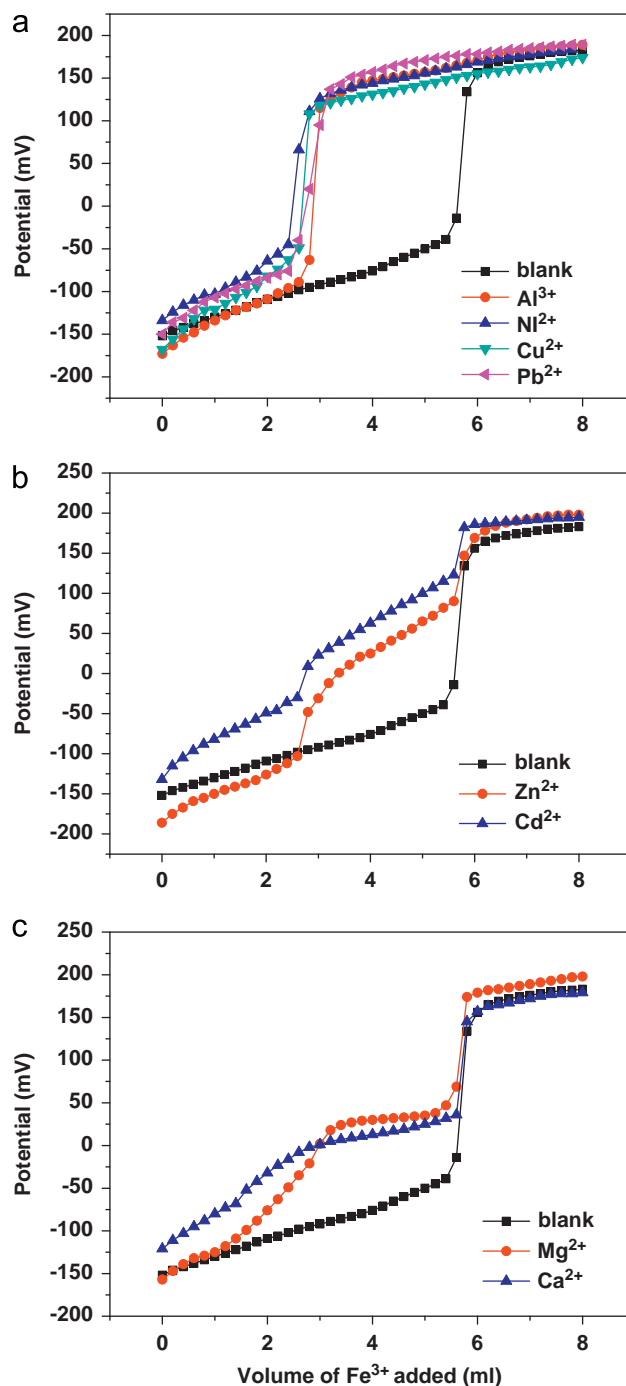 a
200
150
100
50
0
-50
-100
-150
-200
Potential (mV)
blank
Al³⁺
NI²⁺
Cu²⁺
Pb²⁺
0 2 4 6 8
b
250
200
150
100
50
0
-50
-100
-150
-200
Potential (mV)
blank
Zn²⁺
Cd²⁺
0 2 4 6 8
c
250
200
150
100
50
0
-50
-100
-150
-200
Potential (mV)
blank
Mg²⁺
Ca²⁺
0 2 4 6 8
Volume of Fe³⁺ added (ml)